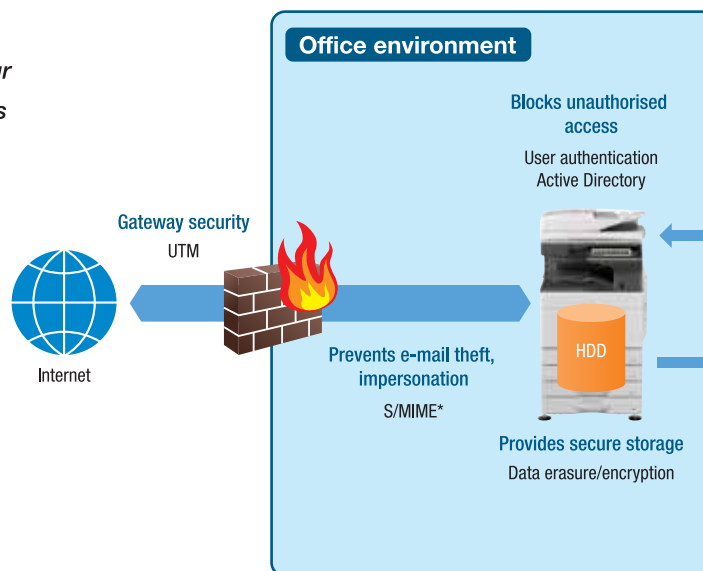 Office environment
Blocks unauthorised
access
User authentication
Active Directory
Gateway security
UTM
Internet
Prevents e-mail theft,
impersonation
S/MIME*
HDD
Provides secure storage
Data erasure/encryption